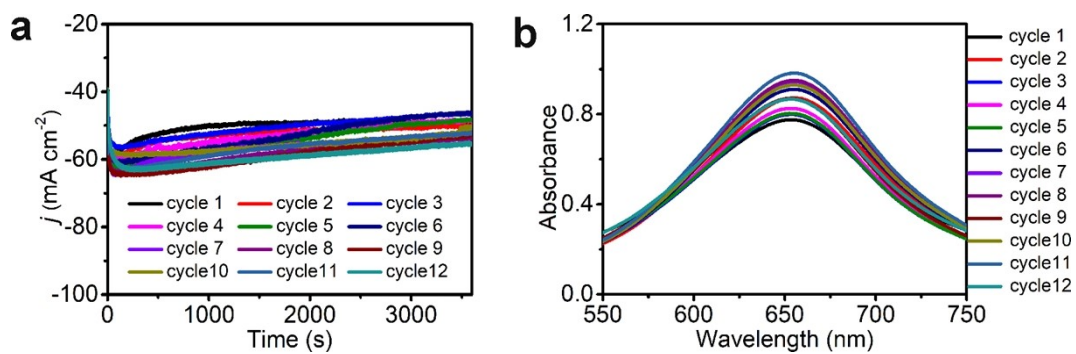 a
-20
-40
-60
-80
-100
j (mA cm⁻²)
cycle 1 cycle 2 cycle 3
cycle 4 cycle 5 cycle 6
cycle 7 cycle 8 cycle 9
cycle10 cycle11 cycle12
0 1000 2000 3000
Time (s)
b
1.2
0.8
0.4
0.0
Absorbance
550 600 650 700 750
Wavelength (nm)
cycle 1
cycle 2
cycle 3
cycle 4
cycle 5
cycle 6
cycle 7
cycle 8
cycle 9
cycle10
cycle11
cycle12